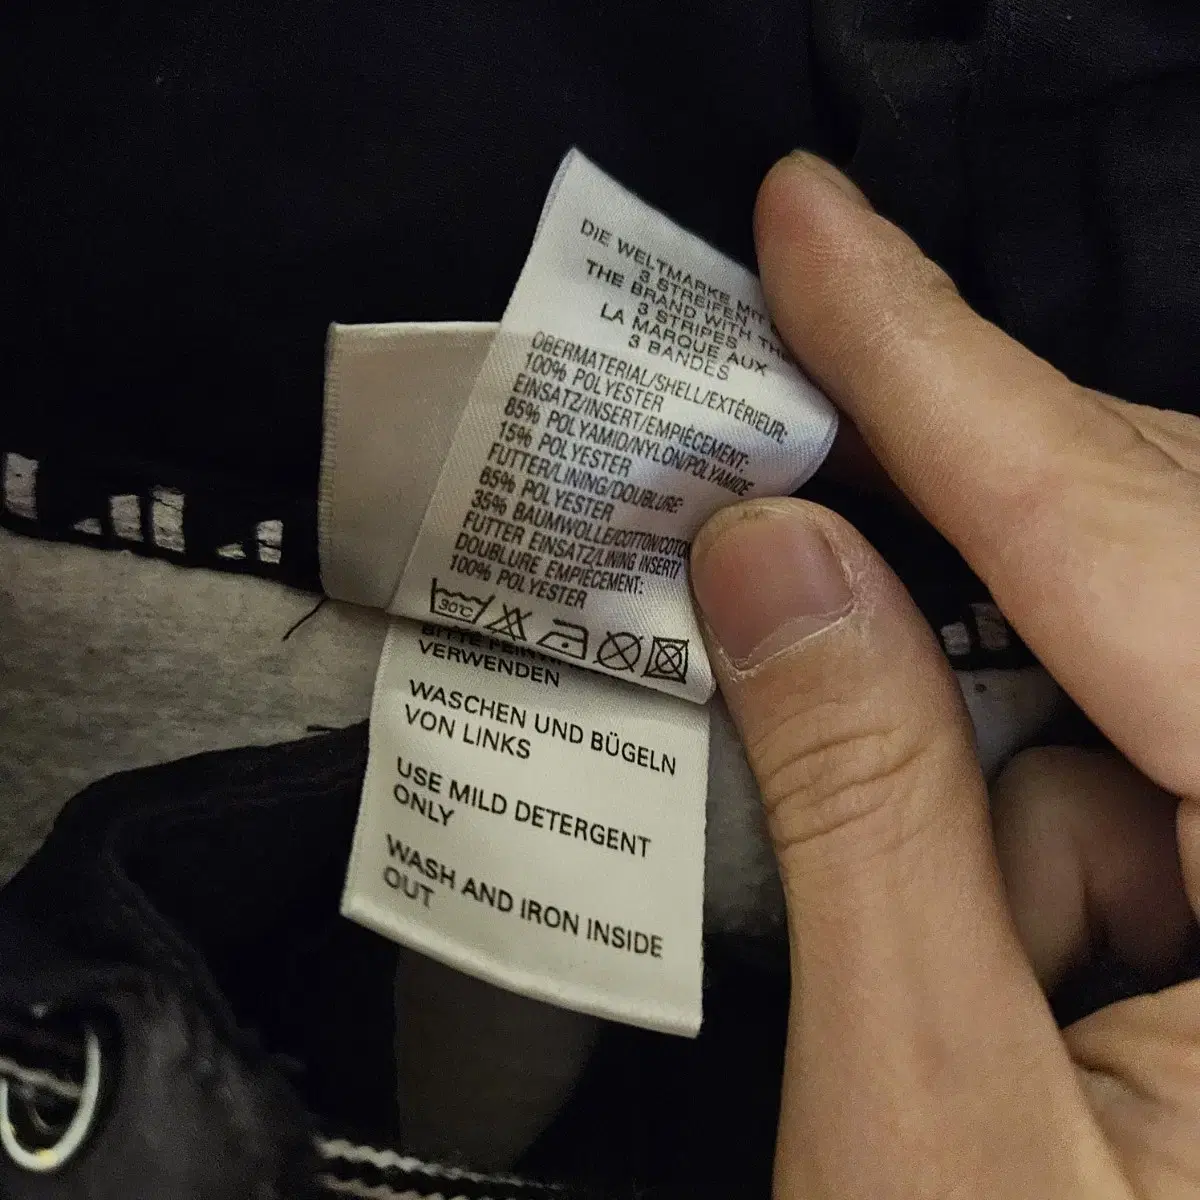 DIE WELTMARKE MIT
3 STREIFEN
THE BRAND WITH THE
3 STRIPES
LA MARQUE AUX
3 BANDES
OBERMATERIAL/SHELL/EXTÉRIEUR:
100% POLYESTER
EINSATZ/INSERT/EMPIÈCEMENT:
85% POLYAMID/NYLON/POLYAMIDE
15% POLYESTER
FUTTER/LINING/DOUBLURE:
65% POLYESTER
35% BAUMWOLLE/COTTON/COTON
FUTTER EINSATZ/LINING INSERT/
DOUBLURE EMPIÈCEMENT:
100% POLYESTER
30°C
BITTE
VERWENDEN
WASCHEN UND BÜGELN
VON LINKS
USE MILD DETERGENT
ONLY
WASH AND IRON INSIDE
OUT